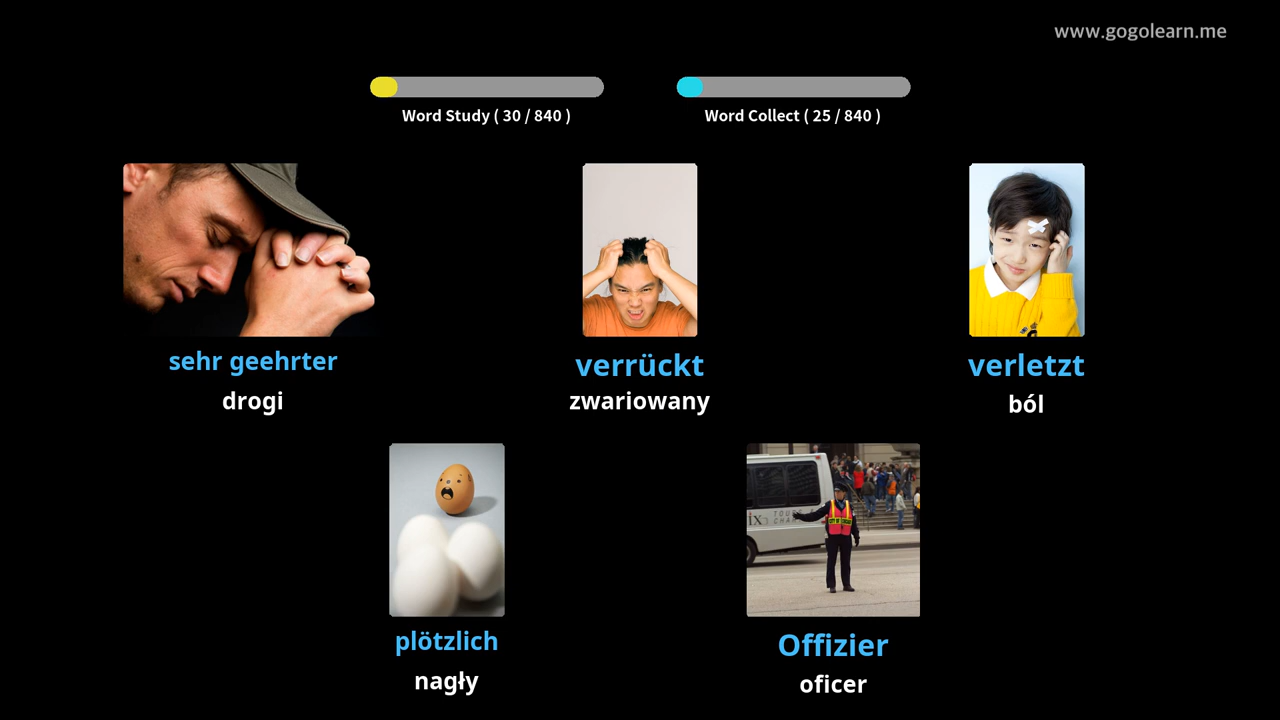 www.gogolearn.me
Word Study ( 30 / 840 )
Word Collect ( 25 / 840 )
sehr geehrter
drogi
verrückt
zwariowany
verletzt
ból
plötzlich
nagły
Offizier
oficer